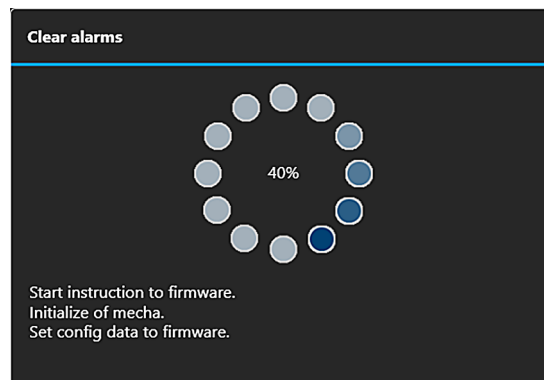 Clear alarms
40%
Start instruction to firmware.
Initialize of mecha.
Set config data to firmware.